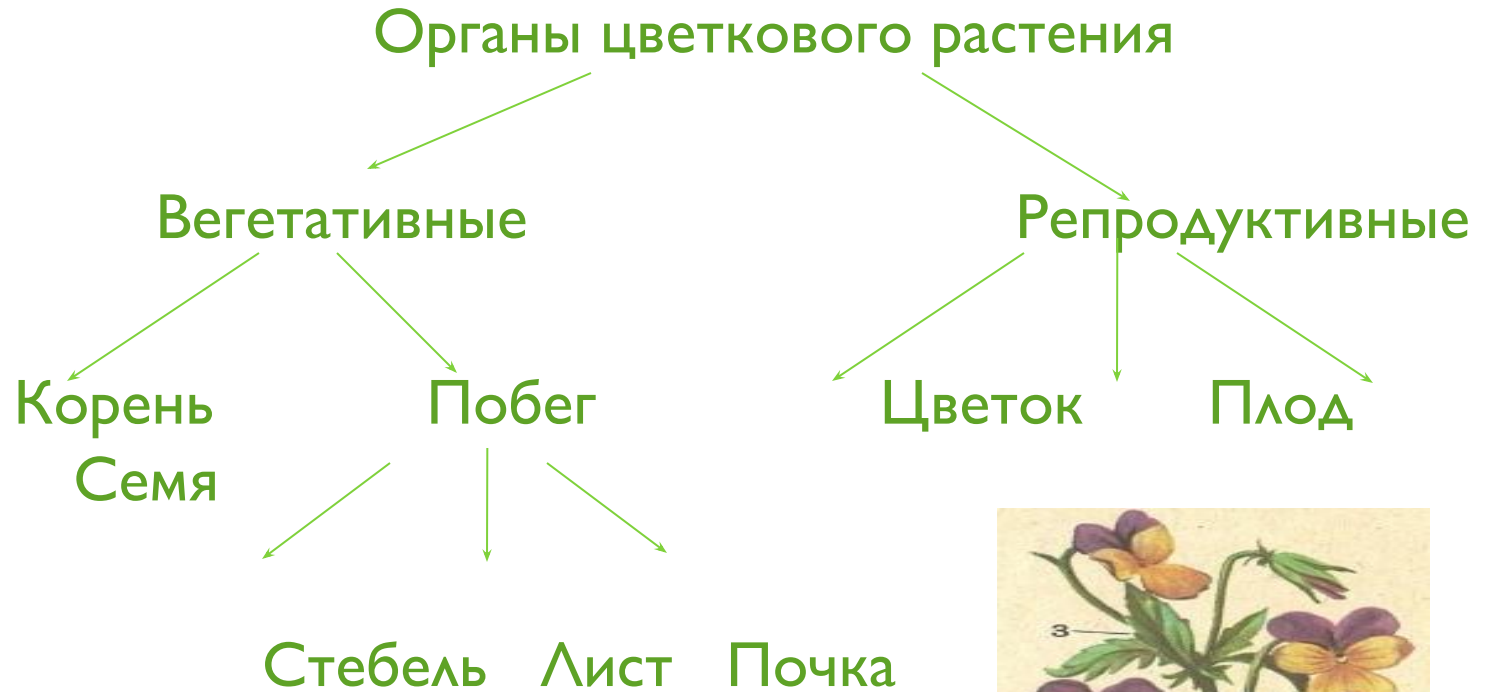 Органы цветкового растения
Вегетативные Репродуктивные
Корень Побег Цветок Плод
Семя
3
Стебель Лист Почка